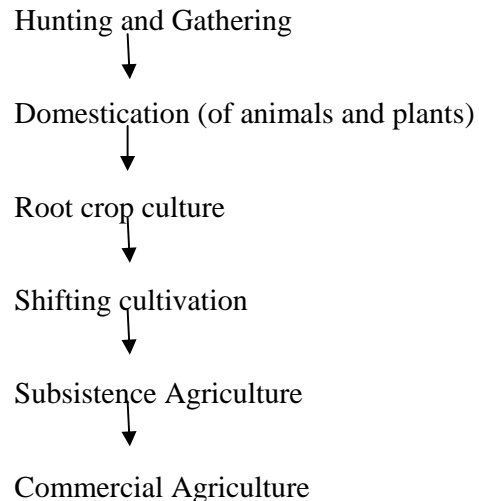 Hunting and Gathering
Domestication (of animals and plants)
Root crop culture
Shifting cultivation
Subsistence Agriculture
Commercial Agriculture